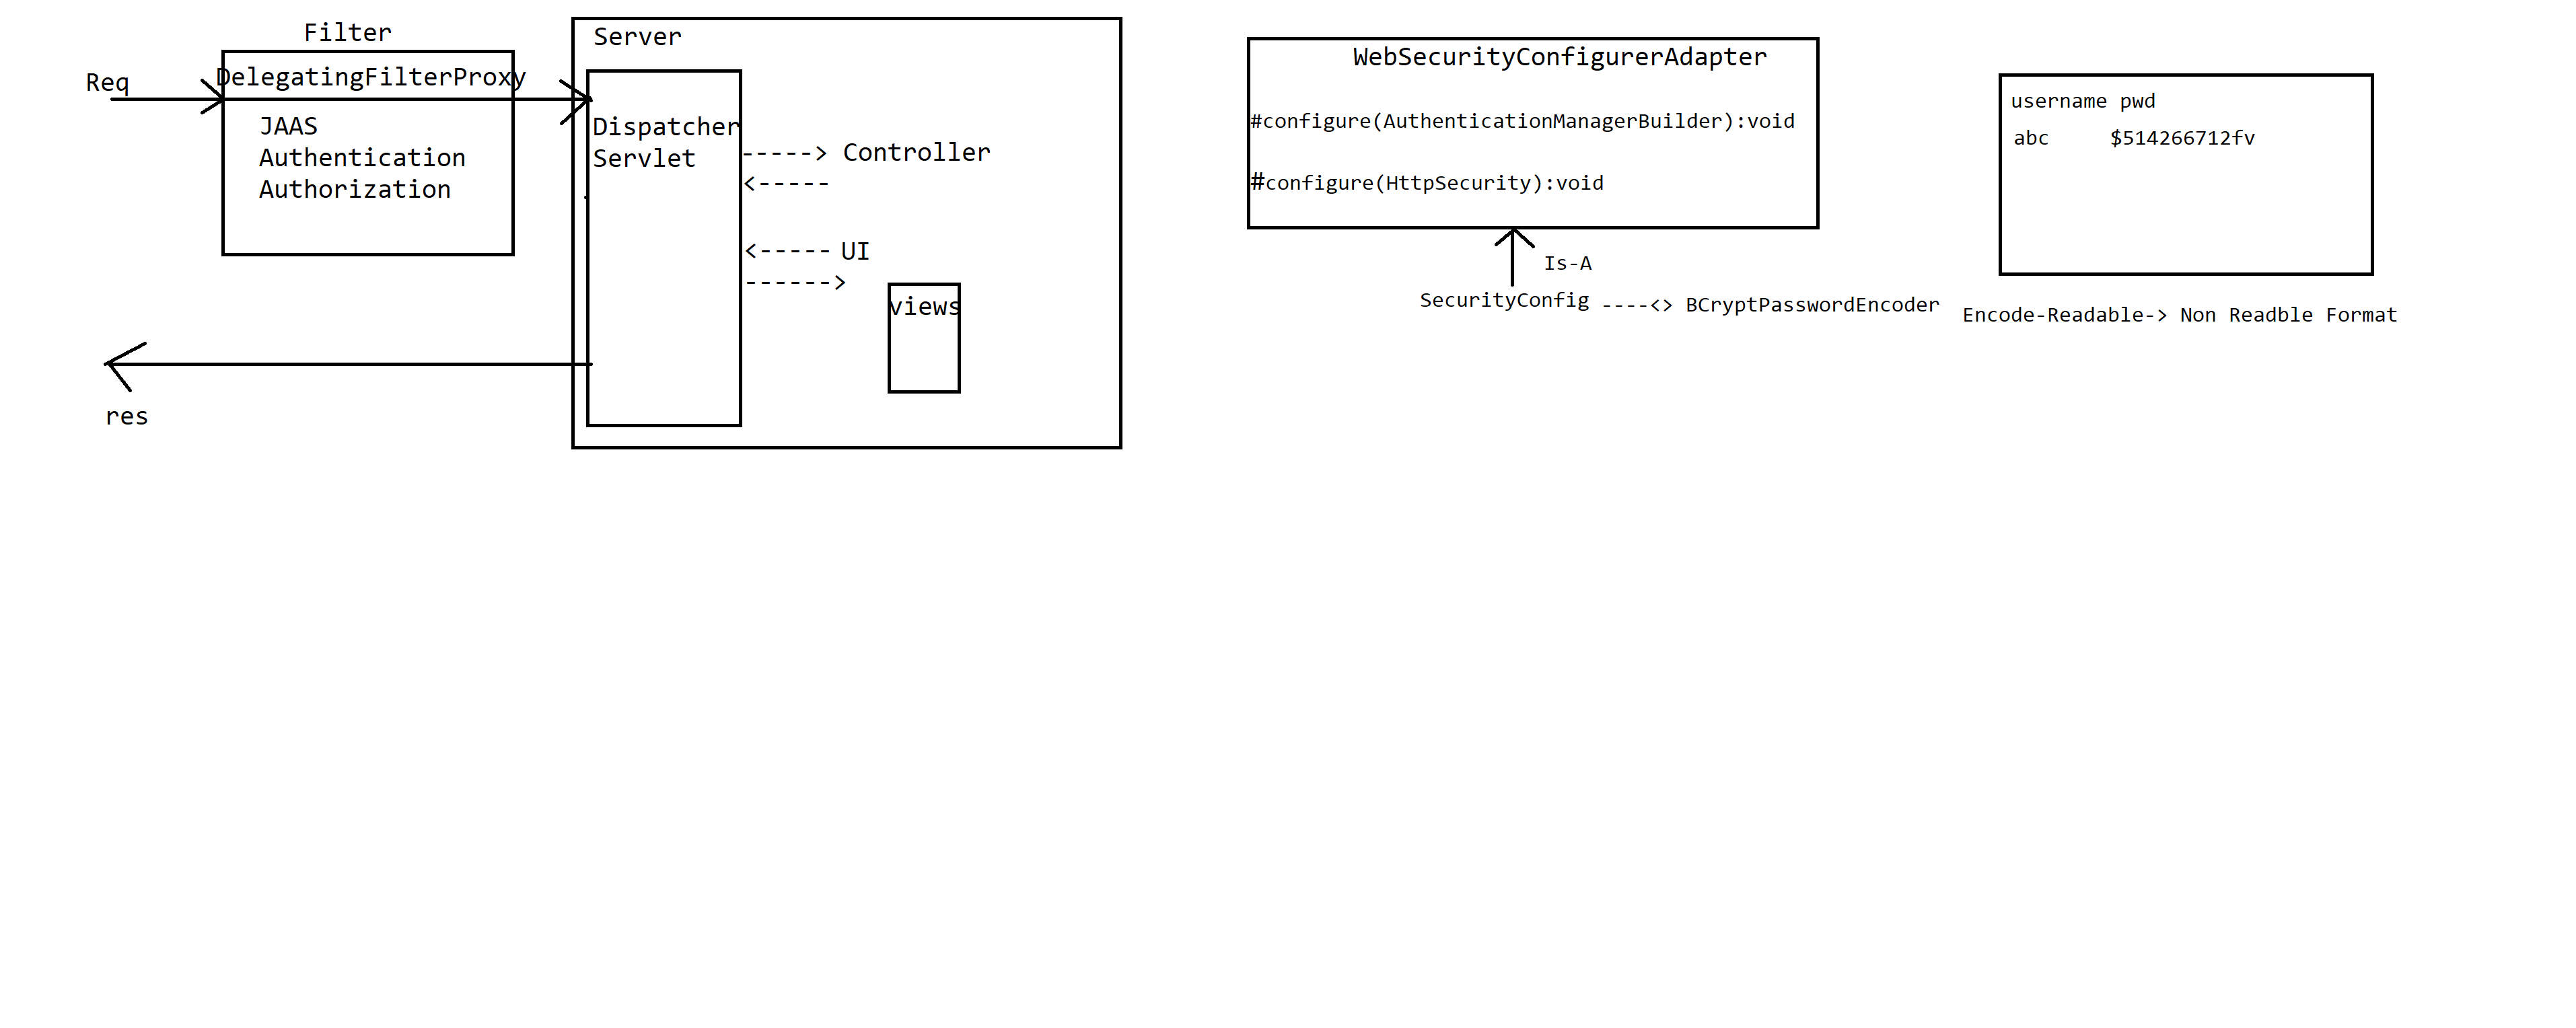 Filter
DelegatingFilterProxy
Req
JAAS
Authentication
Authorization
res
Server
Dispatcher
Servlet
-----> Controller
<-----
<----- UI
------>
views
WebSecurityConfigurerAdapter
#configure(AuthenticationManagerBuilder):void
#configure(HttpSecurity):void
Is-A
SecurityConfig ----<> BCryptPasswordEncoder
username pwd
abc $514266712fv
Encode-Readable-> Non Readble Format